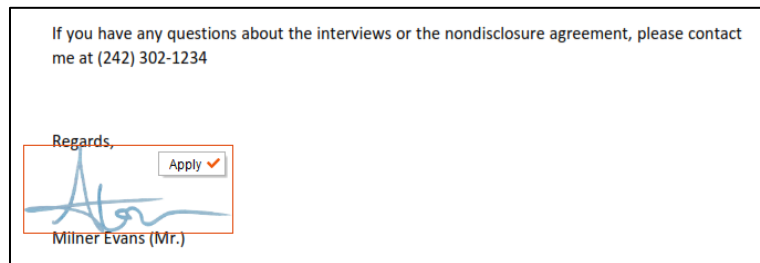 If you have any questions about the interviews or the nondisclosure agreement, please contact
me at (242) 302-1234
Regards,
Apply
Milner Evans (Mr.)